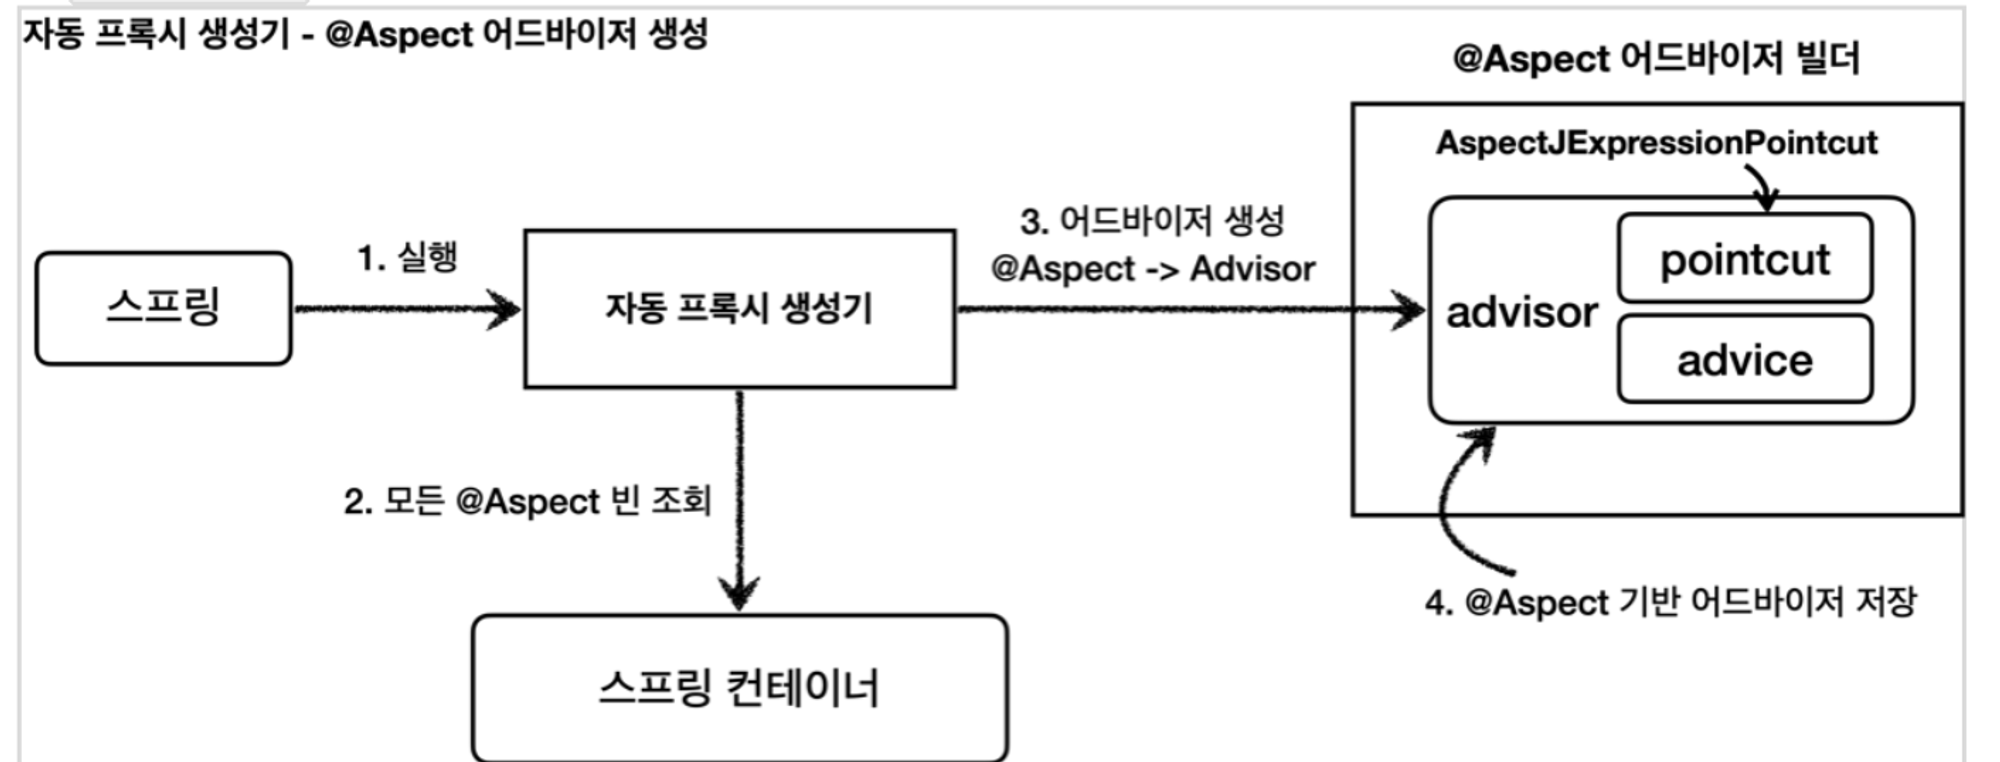 자동 프록시 생성기 - @Aspect 어드바이저 생성
@Aspect 어드바이저 빌더
AspectJExpressionPointcut
스프링
1. 실행
자동 프록시 생성기
3. 어드바이저 생성
@Aspect -> Advisor
advisor
pointcut
advice
2. 모든 @Aspect 빈 조회
4. @Aspect 기반 어드바이저 저장
스프링 컨테이너